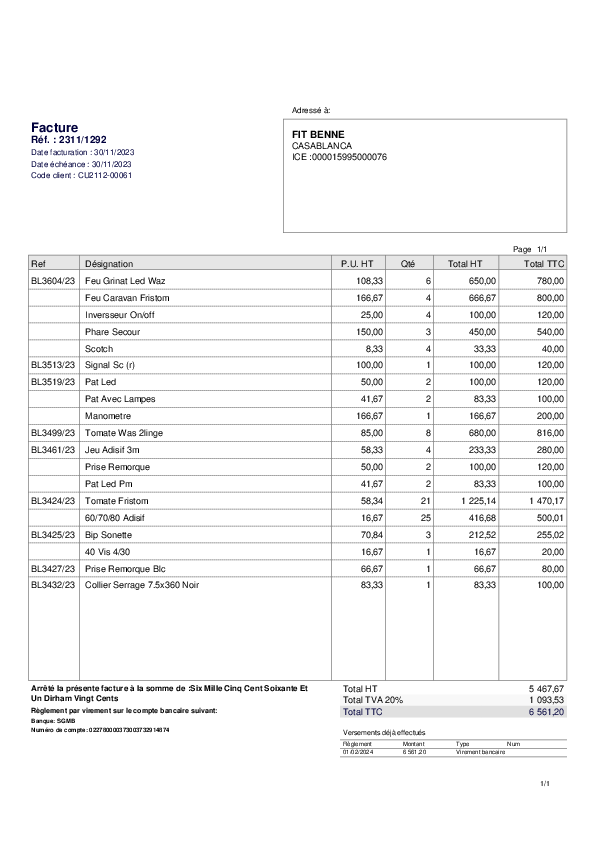 Adressé à:
Facture
Réf. : 2311/1292
Date facturation : 30/11/2023
Date échéance : 30/11/2023
Code client : CU2112-00061
FIT BENNE
CASABLANCA
ICE :000015995000076
Page 1/1
Ref Désignation P.U. HT Qté Total HT Total TTC
BL3604/23 Feu Grinat Led Waz 108,33 6 650,00 780,00
Feu Caravan Fristom 166,67 4 666,67 800,00
Inversseur On/off 25,00 4 100,00 120,00
Phare Secour 150,00 3 450,00 540,00
Scotch 8,33 4 33,33 40,00
BL3513/23 Signal Sc (r) 100,00 1 100,00 120,00
BL3519/23 Pat Led 50,00 2 100,00 120,00
Pat Avec Lampes 41,67 2 83,33 100,00
Manometre 166,67 1 166,67 200,00
BL3499/23 Tomate Was 2linge 85,00 8 680,00 816,00
BL3461/23 Jeu Adisif 3m 58,33 4 233,33 280,00
Prise Remorque 50,00 2 100,00 120,00
Pat Led Pm 41,67 2 83,33 100,00
BL3424/23 Tomate Fristom 58,34 21 1 225,14 1 470,17
60/70/80 Adisif 16,67 25 416,68 500,01
BL3425/23 Bip Sonette 70,84 3 212,52 255,02
40 Vis 4/30 16,67 1 16,67 20,00
BL3427/23 Prise Remorque Blc 66,67 1 66,67 80,00
BL3432/23 Collier Serrage 7.5x360 Noir 83,33 1 83,33 100,00
Arrêté la présente facture à la somme de :Six Mille Cinq Cent Soixante Et
Un Dirham Vingt Cents
Règlement par virement sur le compte bancaire suivant:
Banque: SGMB
Numéro de compte: 022780000373003732914874
Total HT 5 467,67
Total TVA 20% 1 093,53
Total TTC 6 561,20
Versements déjà effectués
Règlement Montant Type Num
01/02/2024 6 561,20 Virement bancaire
1/1